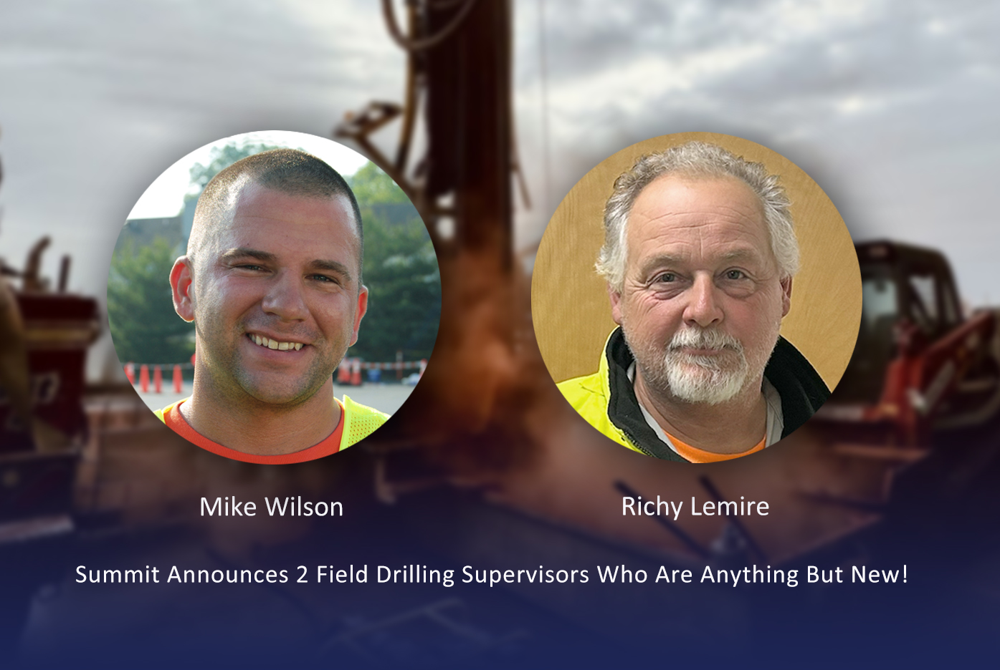 Mike Wilson
Richy Lemire
Summit Announces 2 Field Drilling Supervisors Who Are Anything But New!